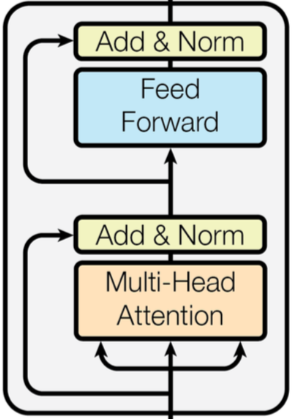 Add & Norm
Feed
Forward
Add & Norm
Multi-Head
Attention